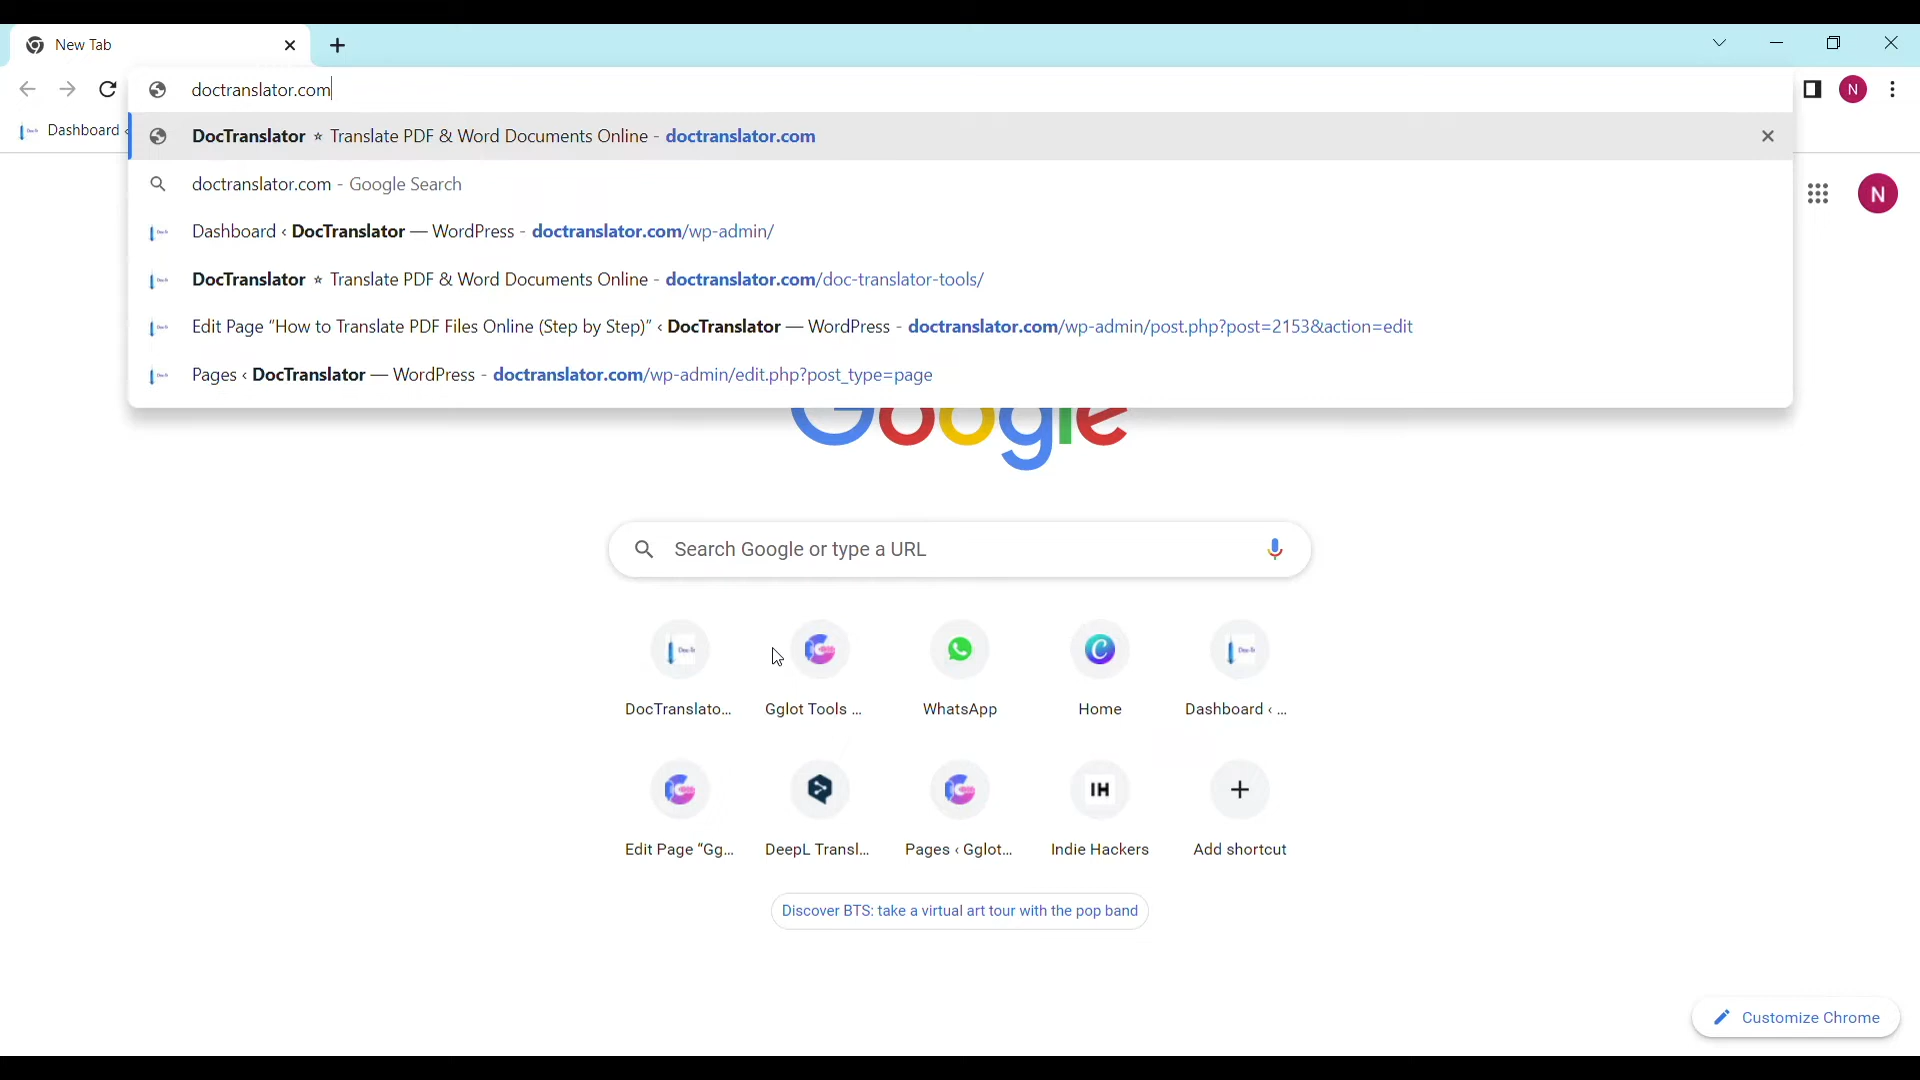 New Tab
doctranslator.com
Dashboard ‹
DocTranslator ⭐ Translate PDF & Word Documents Online - doctranslator.com
doctranslator.com - Google Search
Dashboard ‹ DocTranslator — WordPress - doctranslator.com/wp-admin/
DocTranslator ⭐ Translate PDF & Word Documents Online - doctranslator.com/doc-translator-tools/
Edit Page “How to Translate PDF Files Online (Step by Step)” ‹ DocTranslator — WordPress - doctranslator.com/wp-admin/post.php?post=2153&action=edit
Pages ‹ DocTranslator — WordPress - doctranslator.com/wp-admin/edit.php?post_type=page
N
N
Google
Search Google or type a URL
DocTranslato... Gglot Tools ... WhatsApp Home Dashboard ‹ ...
IH
Edit Page “Gg... DeepL Transl... Pages ‹ Gglot... Indie Hackers Add shortcut
Discover BTS: take a virtual art tour with the pop band
Customize Chrome